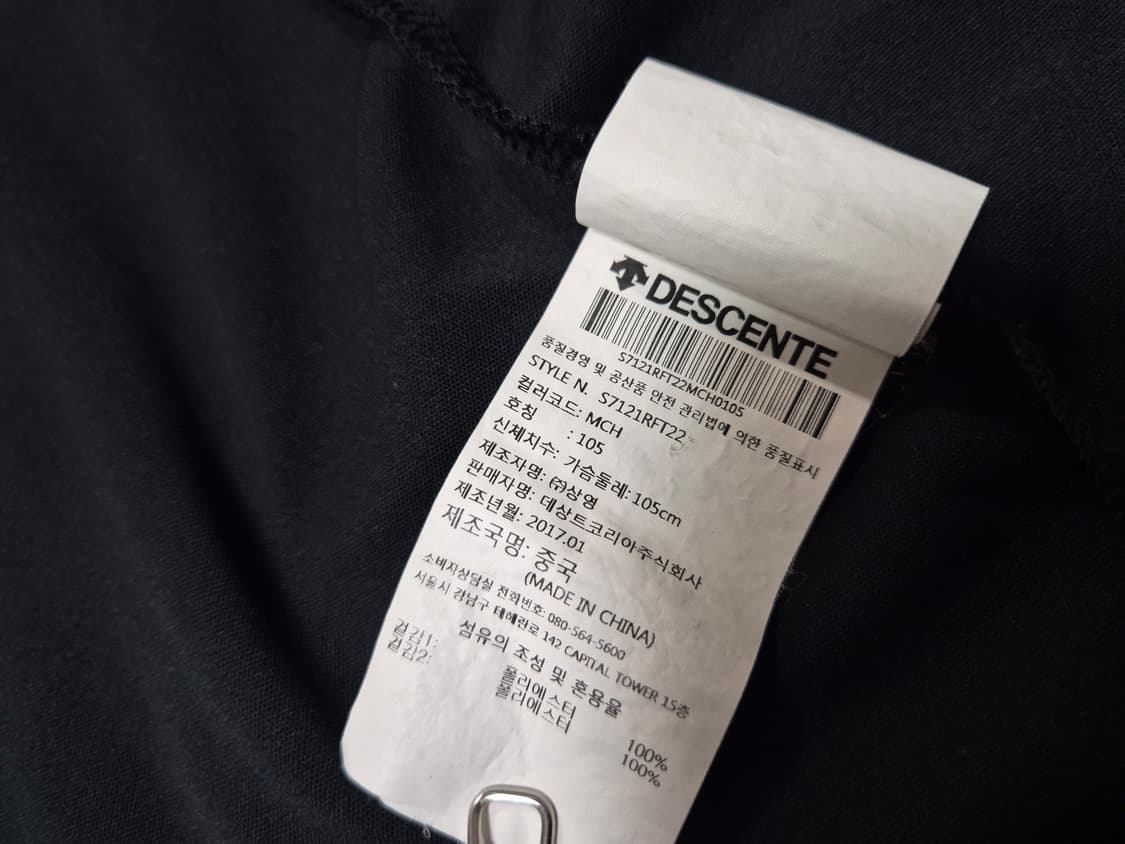 DESCENTE
S7121RFT22MCH0105
품질경영 및 공산품 안전 관리법에 의한 품질표시
STYLE N. S7121RFT22
컬러코드: MCH
호칭 : 105
신체치수: 가슴둘레: 105cm
제조자명: ㈜상영
판매자명: 데상트코리아주식회사
제조년월: 2017.01
제조국명: 중국
(MADE IN CHINA)
소비자상담실 전화번호: 080-564-5600
서울시 강남구 테헤란로 142 CAPITAL TOWER 15층
섬유의 조성 및 혼용율
겉감1: 폴리에스터 100%
겉감2: 폴리에스터 100%